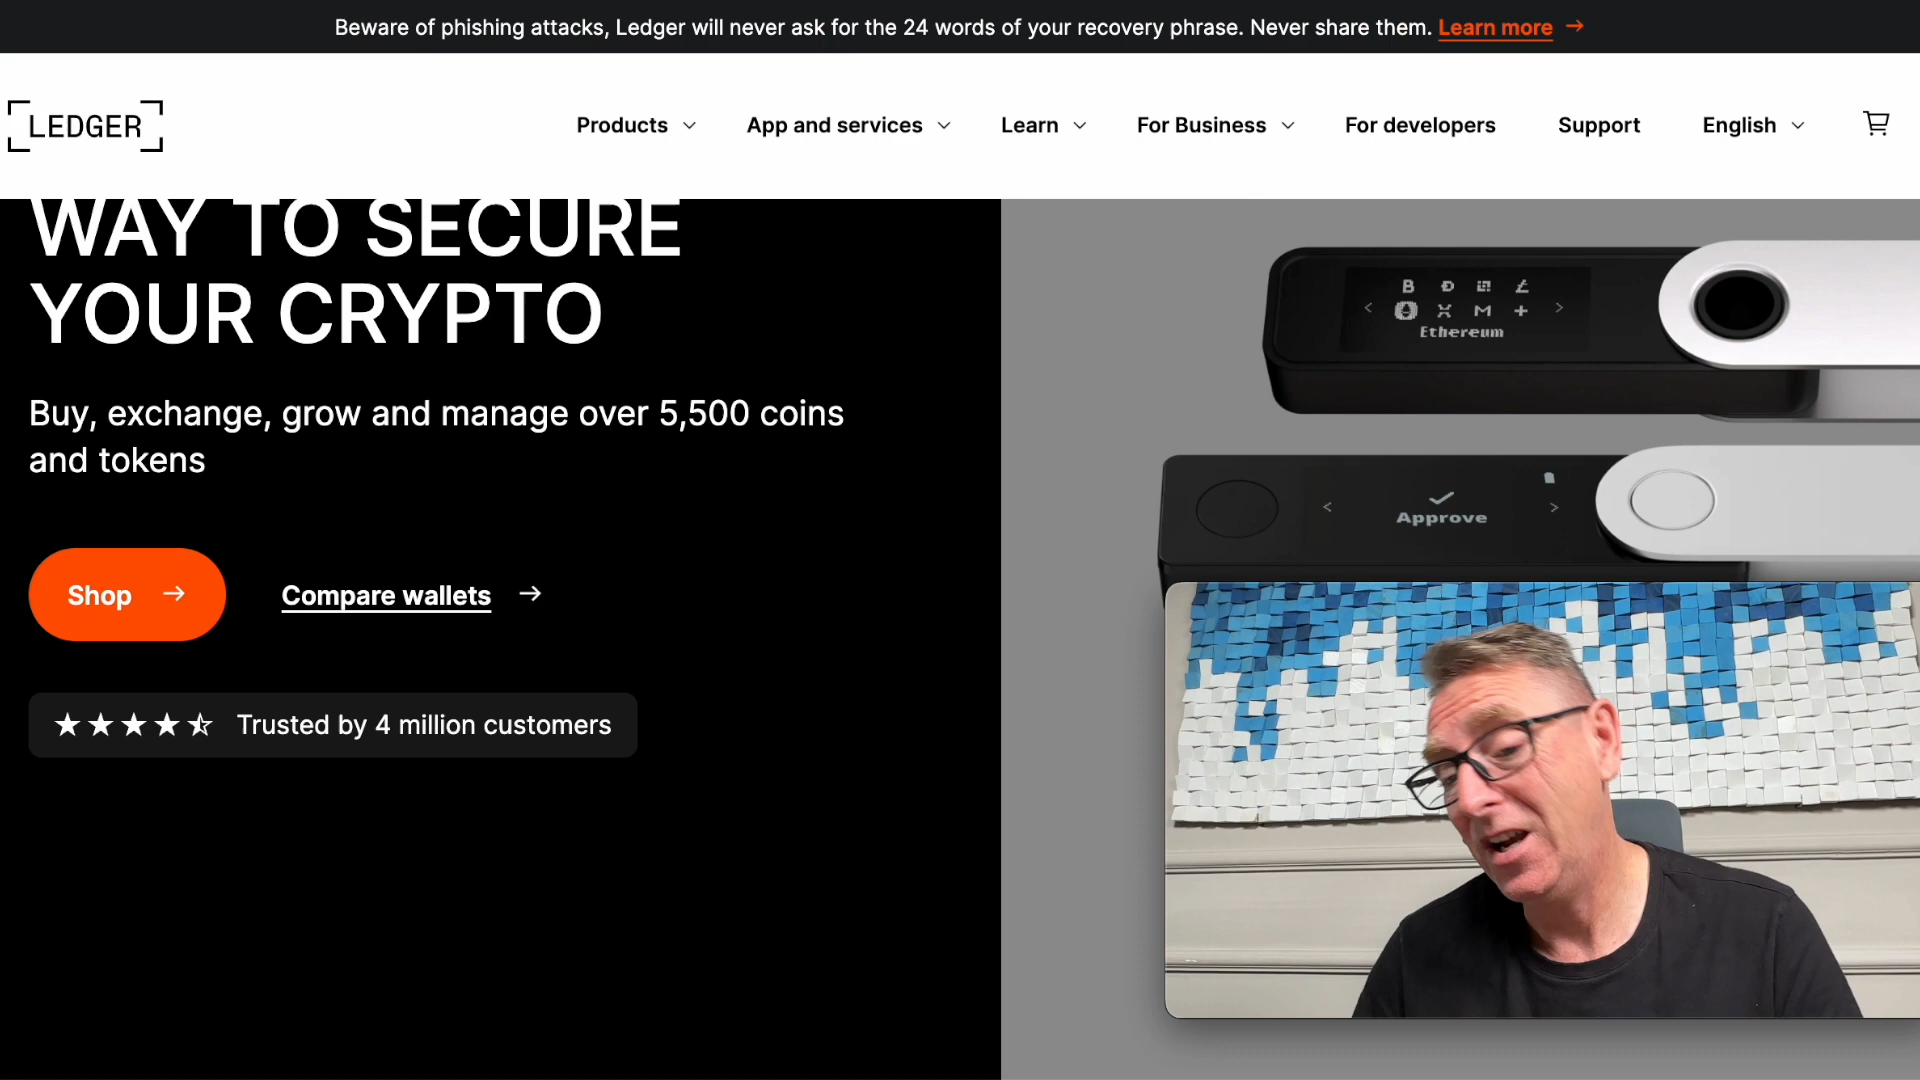 Beware of phishing attacks, Ledger will never ask for the 24 words of your recovery phrase. Never share them. Learn more
LEDGER
Products
App and services
Learn
For Business
For developers
Support
English
WAY TO SECURE
YOUR CRYPTO
Buy, exchange, grow and manage over 5,500 coins
and tokens
Shop
Compare wallets
Trusted by 4 million customers
Ethereum
Approve